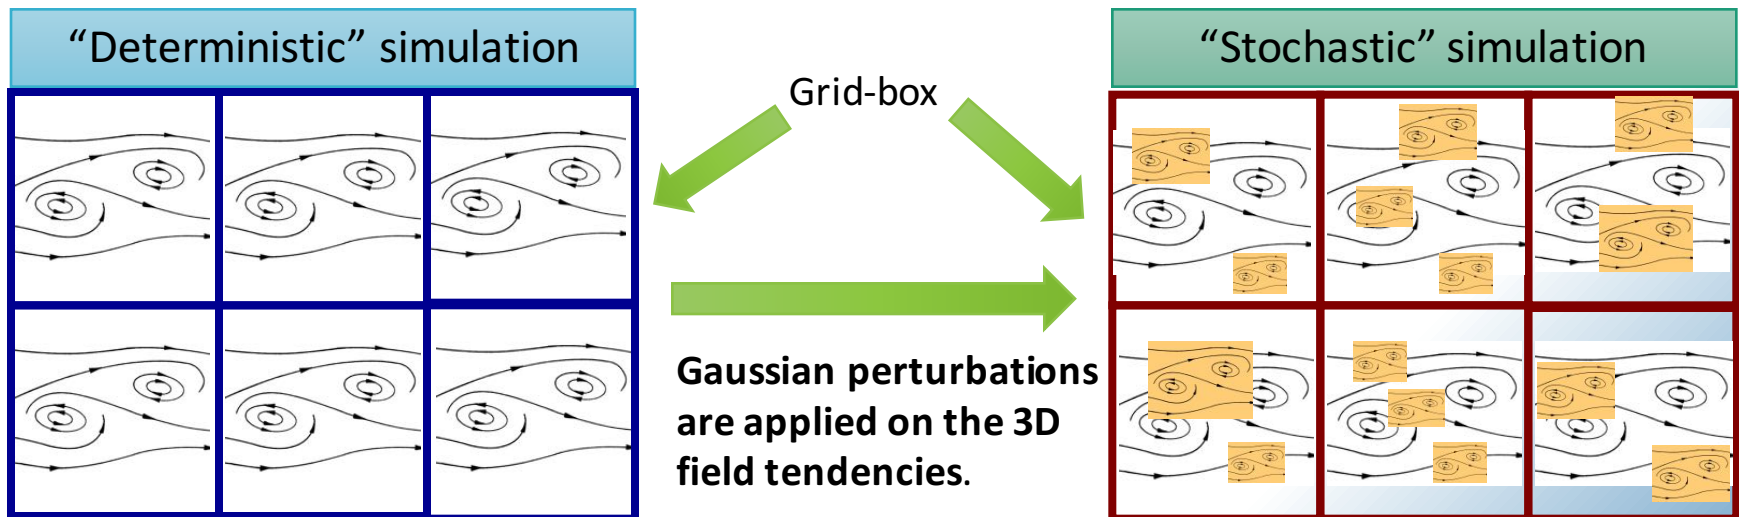 “Deterministic” simulation
“Stochastic” simulation
Grid-box
Gaussian perturbations
are applied on the 3D
field tendencies.